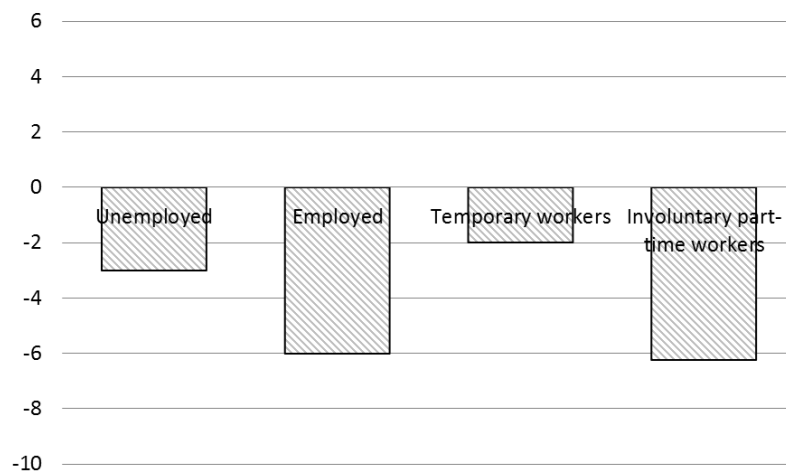 6
4
2
0
Unemployed
Employed
Temporary workers
Involuntary part-
time workers
-2
-4
-6
-8
-10